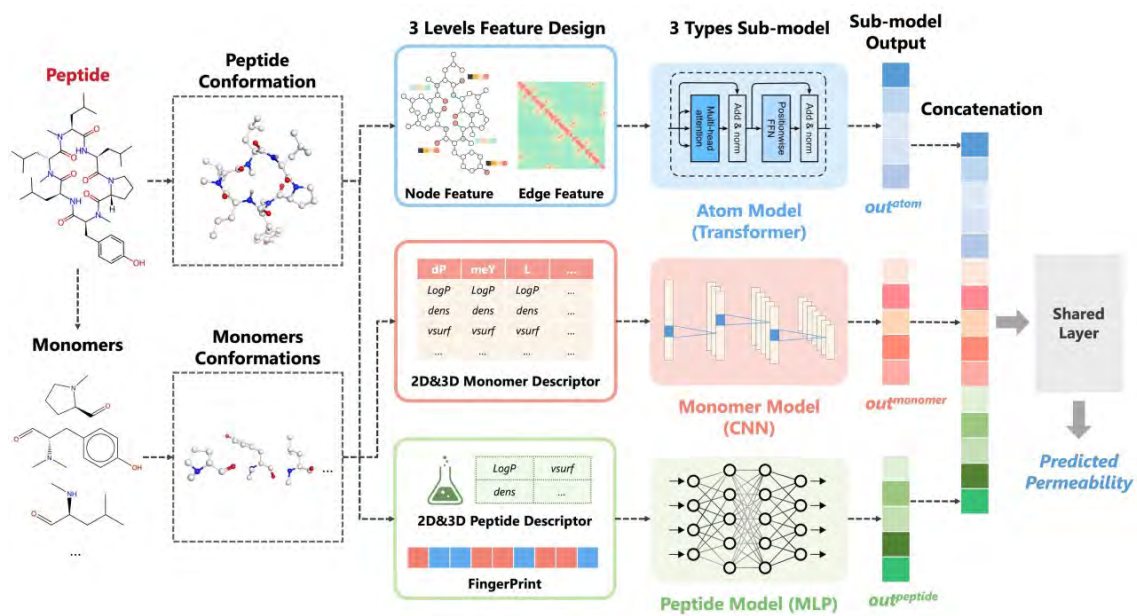 Peptide
Peptide
Conformation
3 Levels Feature Design
3 Types Sub-model
Sub-model
Output
Concatenation
N
O
O
N
NH
O
N
O
O
N
H
NH
O
N
O
OH
Node Feature
Edge Feature
Multi-head
attention
Add & norm
Positionwise
FFN
Add & norm
Atom Model
(Transformer)
out^atom
Monomers
Monomers
Conformations
dP meY L ...
LogP LogP LogP ...
dens dens dens ...
vsurf vsurf vsurf ...
... ... ... ...
2D&3D Monomer Descriptor
Monomer Model
(CNN)
out^monomer
Shared
Layer
Predicted
Permeability
N
O
O
N
OH
NH
O
...
...
LogP vsurf
dens ...
2D&3D Peptide Descriptor
FingerPrint
Peptide Model (MLP)
out^peptide